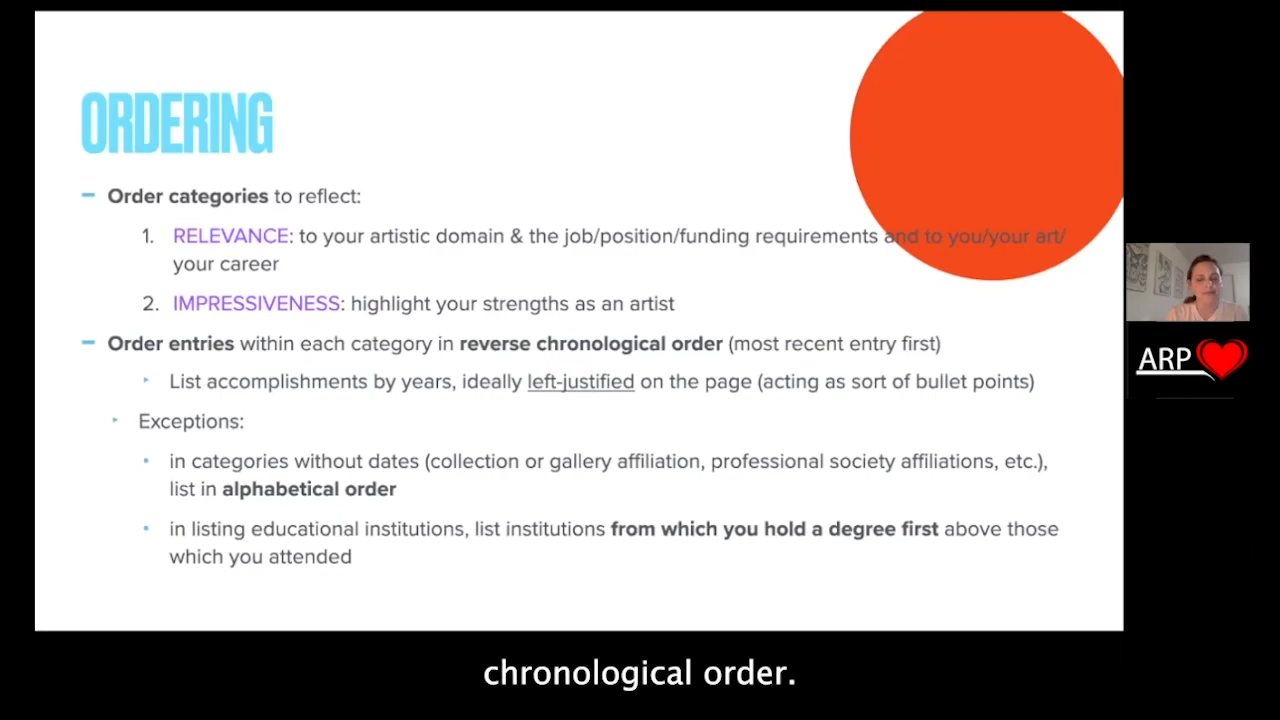 ORDERING
– Order categories to reflect:
1. RELEVANCE: to your artistic domain & the job/position/funding requirements and to you/your art/
your career
2. IMPRESSIVENESS: highlight your strengths as an artist
– Order entries within each category in reverse chronological order (most recent entry first)
‣ List accomplishments by years, ideally left-justified on the page (acting as sort of bullet points)
‣ Exceptions:
• in categories without dates (collection or gallery affiliation, professional society affiliations, etc.),
list in alphabetical order
• in listing educational institutions, list institutions from which you hold a degree first above those
which you attended
ARP
chronological order.